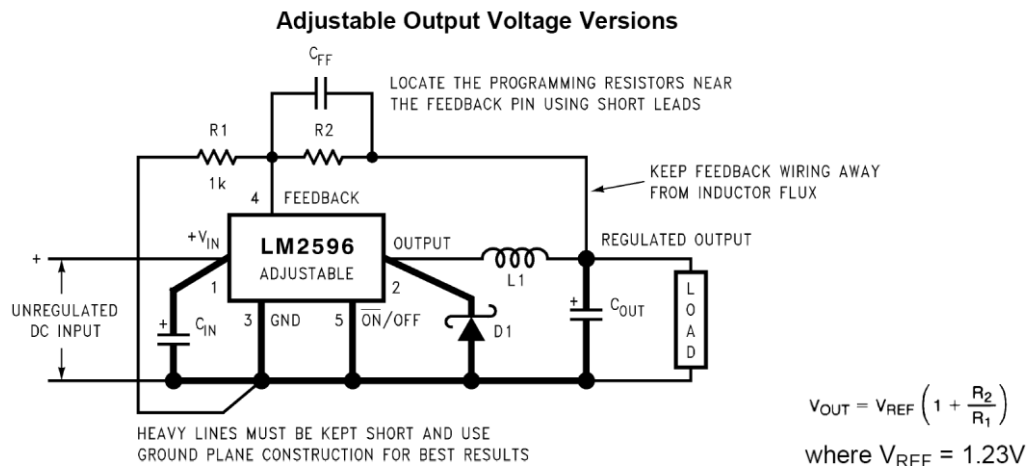 Adjustable Output Voltage Versions
CFF
LOCATE THE PROGRAMMING RESISTORS NEAR
THE FEEDBACK PIN USING SHORT LEADS
R1
R2
1k
KEEP FEEDBACK WIRING AWAY
FROM INDUCTOR FLUX
4
FEEDBACK
+VIN
LM2596
ADJUSTABLE
OUTPUT
REGULATED OUTPUT
+
1
2
L1
UNREGULATED
DC INPUT
+
CIN
3
GND
5
ON/OFF
D1
+
COUT
LOAD
HEAVY LINES MUST BE KEPT SHORT AND USE
GROUND PLANE CONSTRUCTION FOR BEST RESULTS
VOUT = VREF (1 + R2/R1)
where VREF = 1.23V